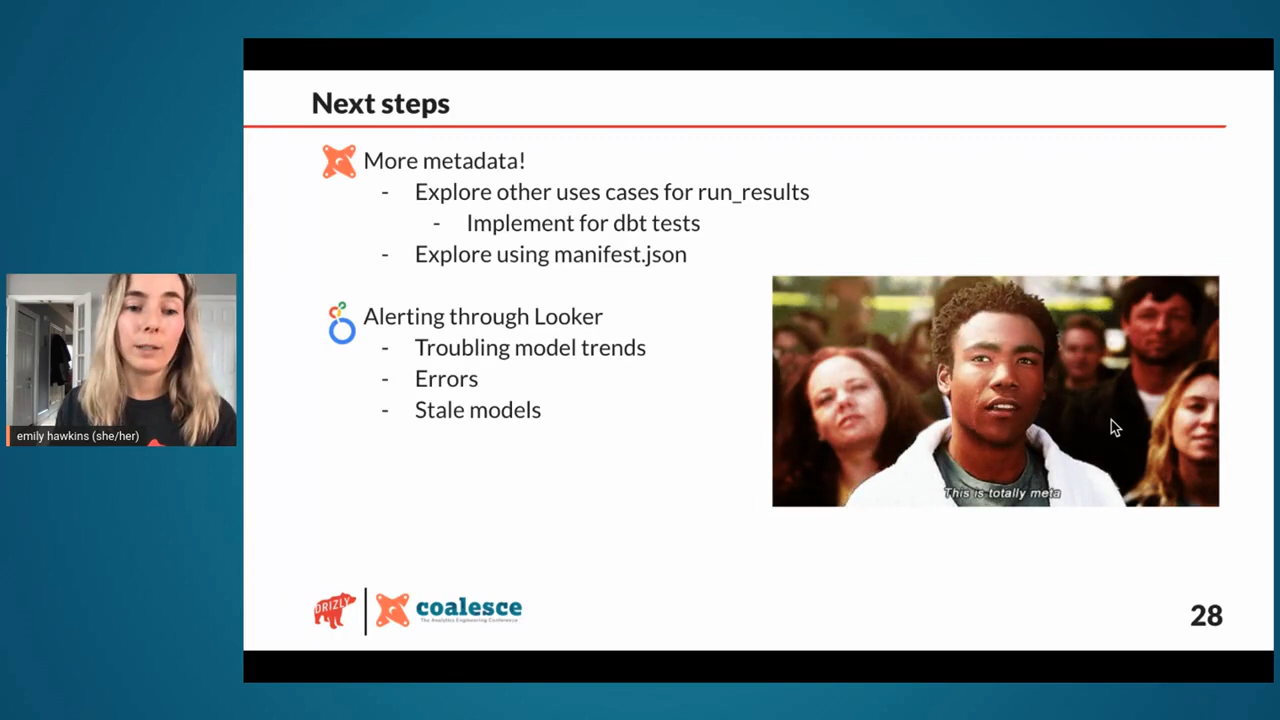 Next steps
More metadata!
- Explore other uses cases for run_results
- Implement for dbt tests
- Explore using manifest.json
Alerting through Looker
- Troubling model trends
- Errors
- Stale models
This is totally meta
emily hawkins (she/her)
DRIZLY
coalesce
The Analytics Engineering Conference
28